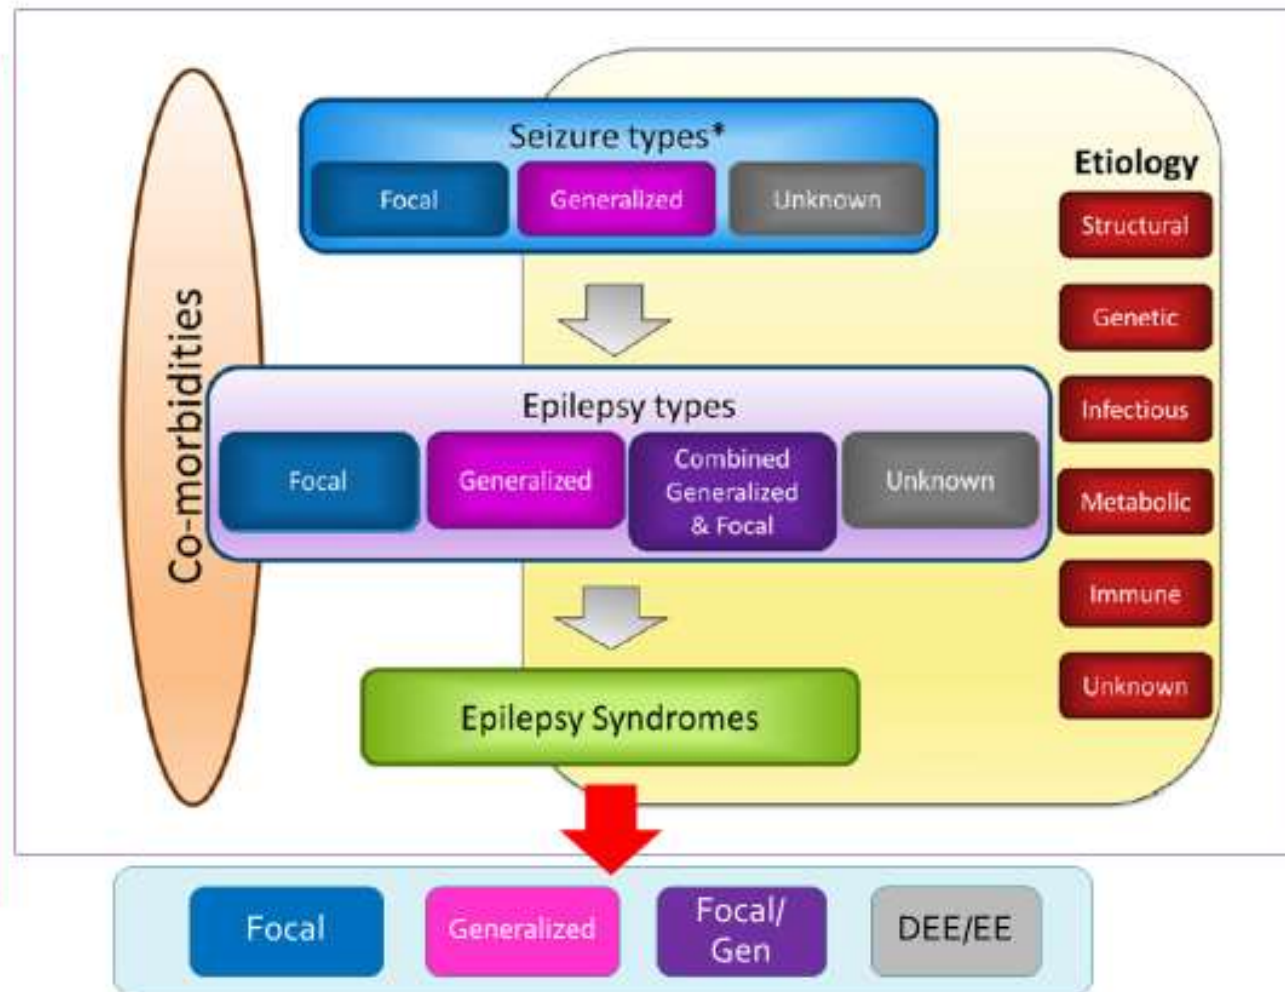 Seizure types*
Focal
Generalized
Unknown
Etiology
Structural
Genetic
Infectious
Metabolic
Immune
Unknown
Co-morbidities
Epilepsy types
Focal
Generalized
Combined
Generalized
& Focal
Unknown
Epilepsy Syndromes
Focal
Generalized
Focal/
Gen
DEE/EE